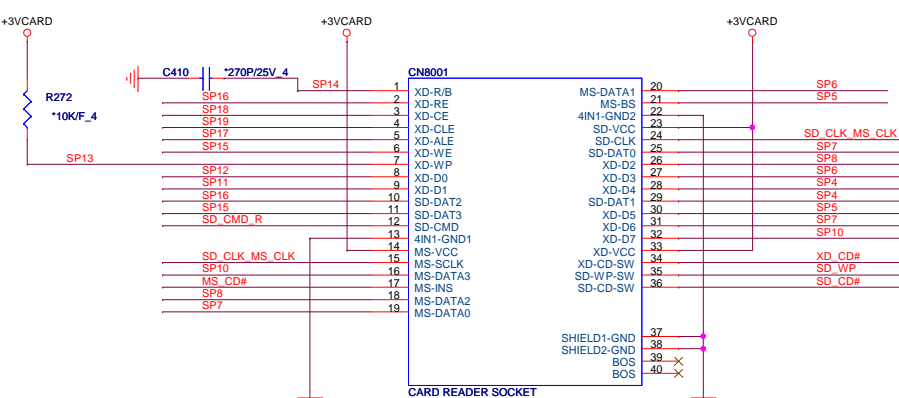 +3VCARD
+3VCARD
+3VCARD
R272
*10K/F_4
C410 *270P/25V_4
CN8001
SP14 1 XD-R/B
SP16 2 XD-RE
SP18 3 XD-CE
SP19 4 XD-CLE
SP17 5 XD-ALE
SP15 6 XD-WE
SP13 7 XD-WP
SP12 8 XD-D0
SP11 9 XD-D1
SP16 10 SD-DAT2
SP15 11 SD-DAT3
SD_CMD_R 12 SD-CMD
13 4IN1-GND1
14 MS-VCC
SD_CLK_MS_CLK 15 MS-SCLK
SP10 16 MS-DATA3
MS_CD# 17 MS-INS
SP8 18 MS-DATA2
SP7 19 MS-DATA0
MS-DATA1 20 SP6
MS-BS 21 SP5
4IN1-GND2 22
SD-VCC 23
SD-CLK 24 SD_CLK_MS_CLK
SD-DAT0 25 SP7
XD-D2 26 SP8
XD-D3 27 SP6
XD-D4 28 SP4
SD-DAT1 29 SP4
XD-D5 30 SP5
XD-D6 31 SP7
XD-D7 32 SP10
XD-VCC 33
XD-CD-SW 34 XD_CD#
SD-WP-SW 35 SD_WP
SD-CD-SW 36 SD_CD#
SHIELD1-GND 37
SHIELD2-GND 38
BOS 39
BOS 40
CARD READER SOCKET